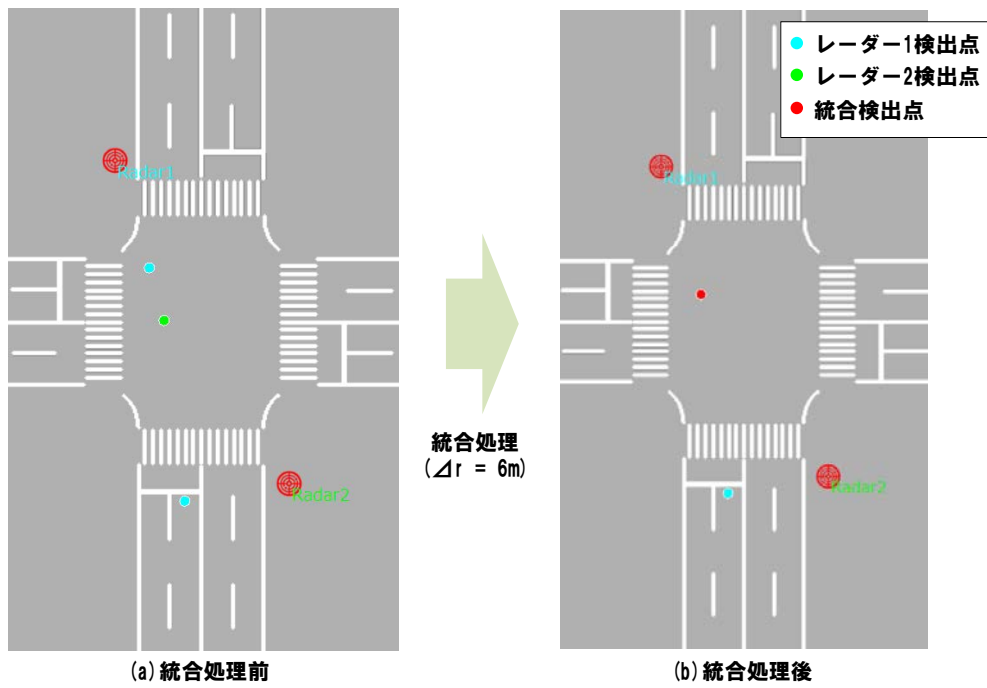 レーダー1検出点
レーダー2検出点
統合検出点
Radar1
Radar2
統合処理
(⊿r = 6m)
Radar1
Radar2
(a)統合処理前
(b)統合処理後